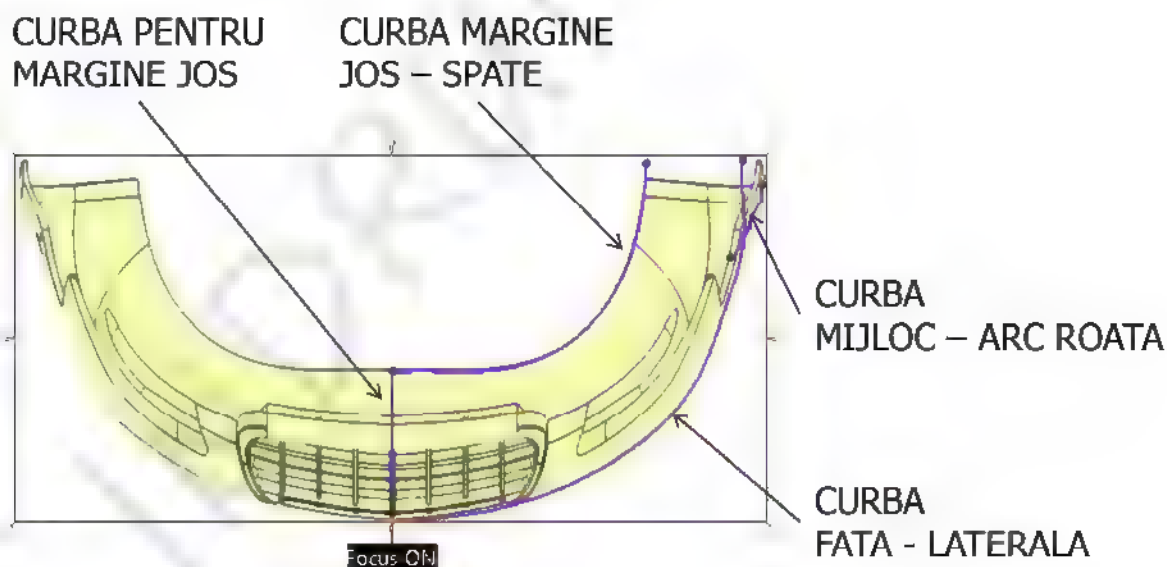 CURBA PENTRU
MARGINE JOS
CURBA MARGINE
JOS – SPATE
CURBA
MIJLOC – ARC ROATA
CURBA
FATA - LATERALA
Focus ON